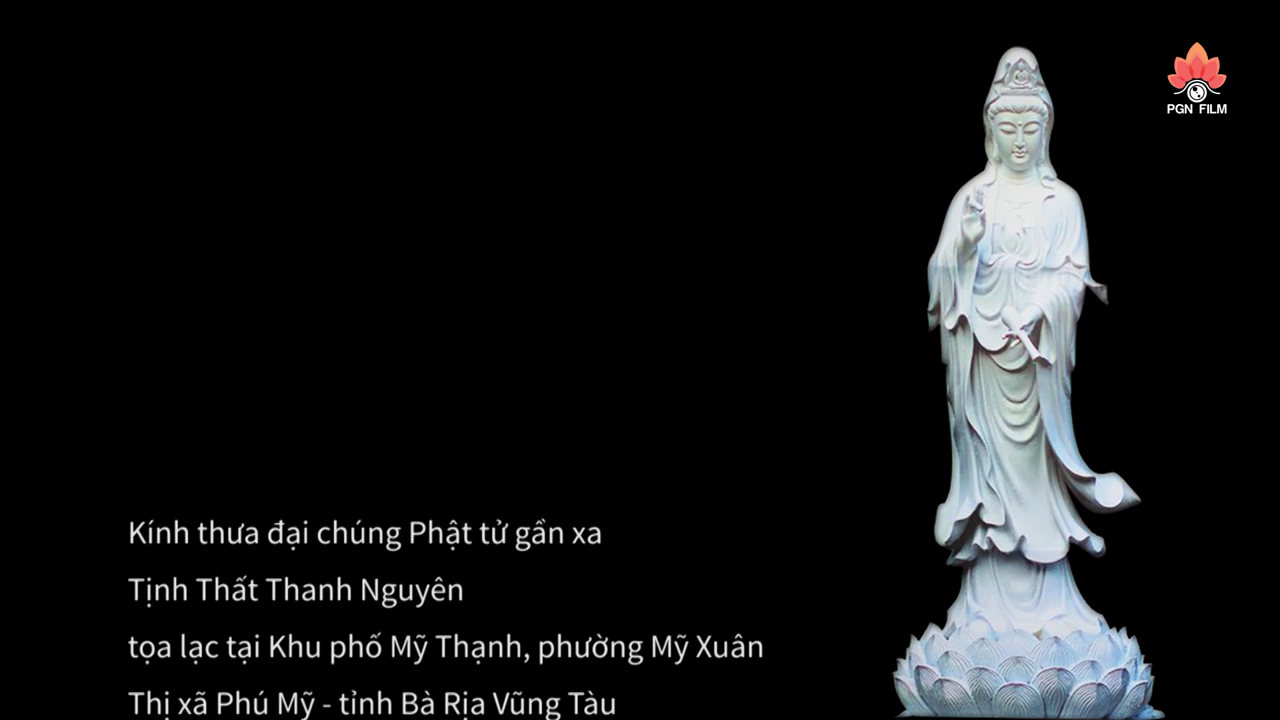 PGN FILM
Kính thưa đại chúng Phật tử gần xa
Tịnh Thất Thanh Nguyên
tọa lạc tại Khu phố Mỹ Thạnh, phường Mỹ Xuân
Thị xã Phú Mỹ - tỉnh Bà Rịa Vũng Tàu